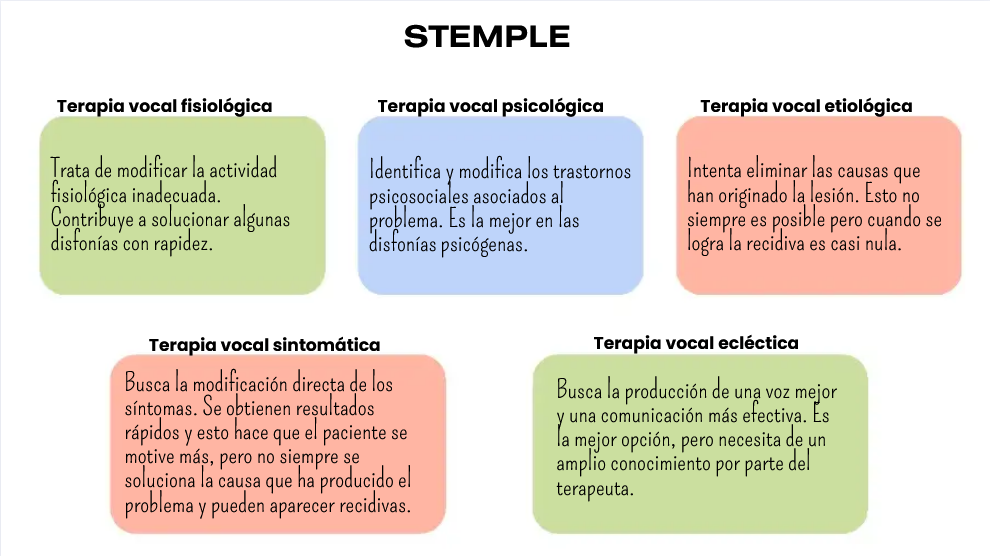 STEMPLE
Terapia vocal fisiológica
Trata de modificar la actividad
fisiológica inadecuada.
Contribuye a solucionar algunas
disfonías con rapidez.
Terapia vocal psicológica
Identifica y modifica los trastornos
psicosociales asociados al
problema. Es la mejor en las
disfonías psicógenas.
Terapia vocal etiológica
Intenta eliminar las causas que
han originado la lesión. Esto no
siempre es posible pero cuando se
logra la recidiva es casi nula.
Terapia vocal sintomática
Busca la modificación directa de los
síntomas. Se obtienen resultados
rápidos y esto hace que el paciente se
motive más, pero no siempre se
soluciona la causa que ha producido el
problema y pueden aparecer recidivas.
Terapia vocal ecléctica
Busca la producción de una voz mejor
y una comunicación más efectiva. Es
la mejor opción, pero necesita de un
amplio conocimiento por parte del
terapeuta.